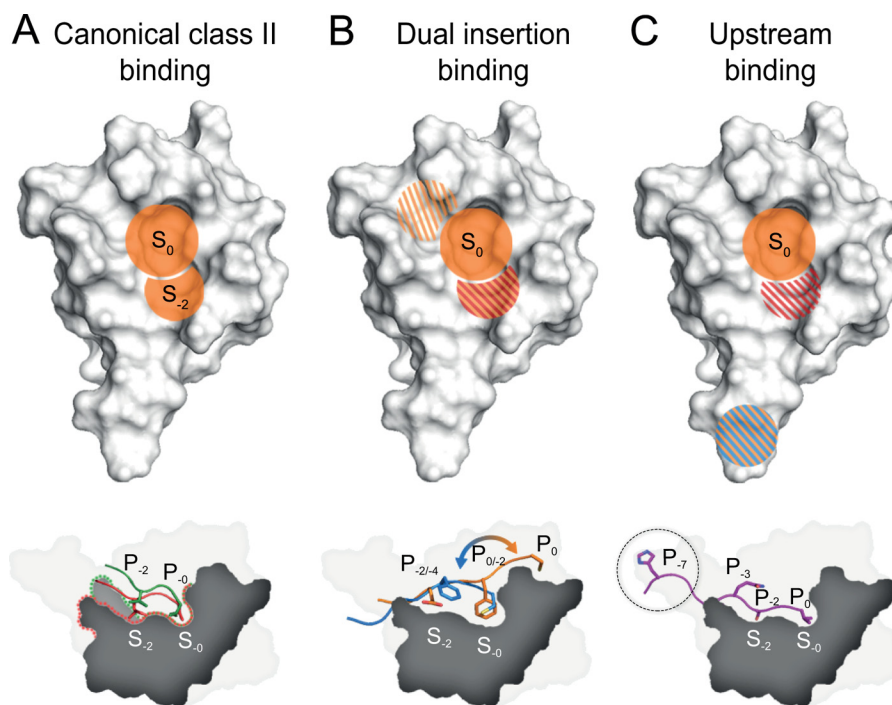 A Canonical class II binding
B Dual insertion binding
C Upstream binding
S0
S-2
S0
S0
P-2
P-0
S-2
S-0
P-2/-4
P0/-2
P0
S-2
S-0
P-7
P-3
P-2
P0
S-2
S-0